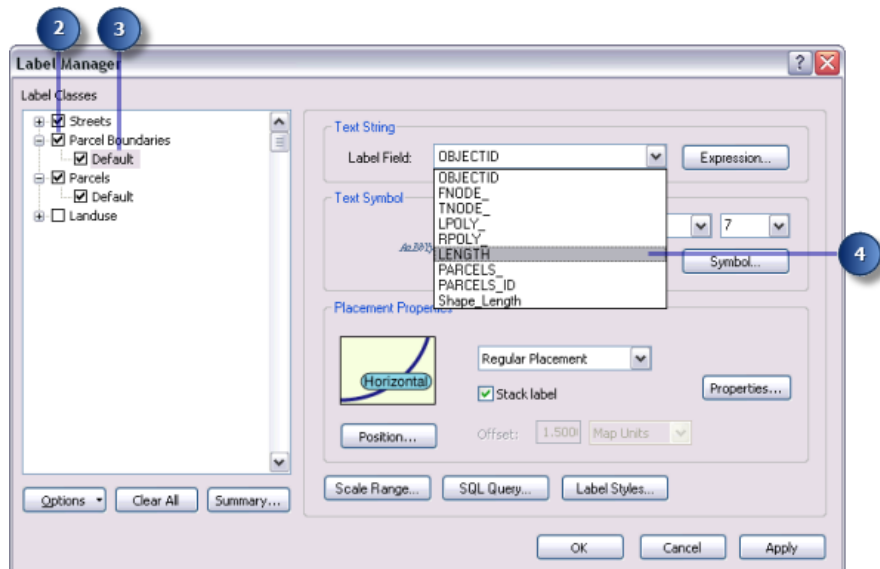 2 3
Label Manager
Label Classes
Streets
Parcel Boundaries
Default
Parcels
Default
Landuse
Options
Clear All
Summary...
Text String
Label Field:
OBJECTID
Expression...
OBJECTID
FNODE_
TNODE_
LPOLY_
RPOLY_
LENGTH
PARCELS_
PARCELS_ID
Shape_Length
4
Text Symbol
7
Symbol...
Placement Properties
Horizontal
Regular Placement
Stack label
Properties...
Position...
Offset:
Map Units
Scale Range...
SQL Query...
Label Styles...
OK
Cancel
Apply